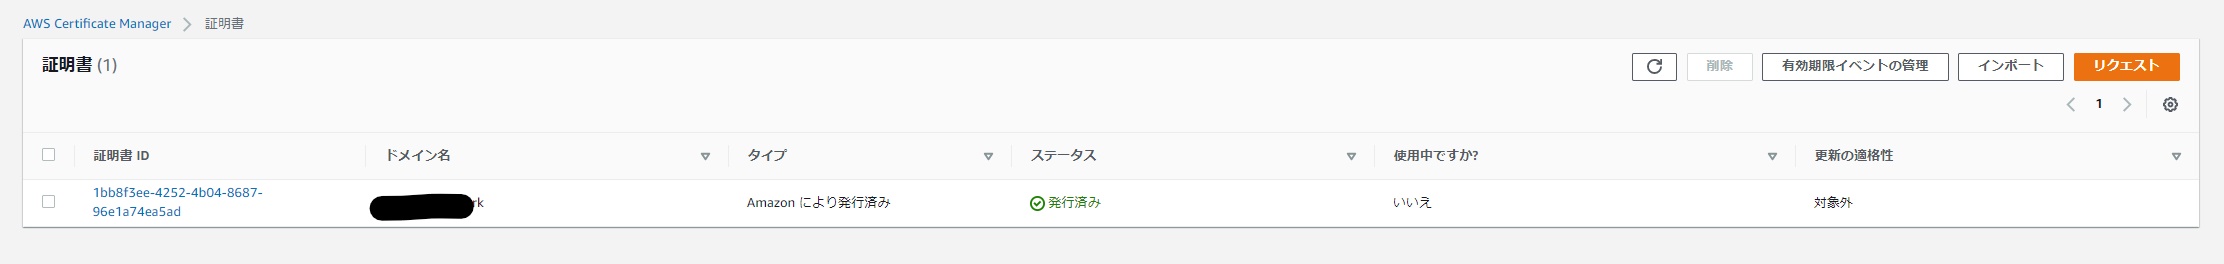 AWS Certificate Manager 証明書
証明書 (1)
削除 有効期限イベントの管理 インポート リクエスト
1
証明書 ID ドメイン名 タイプ ステータス 使用中ですか? 更新の適格性
1bb8f3ee-4252-4b04-8687-
96e1a74ea5ad
rk Amazon により発行済み 発行済み いいえ 対象外